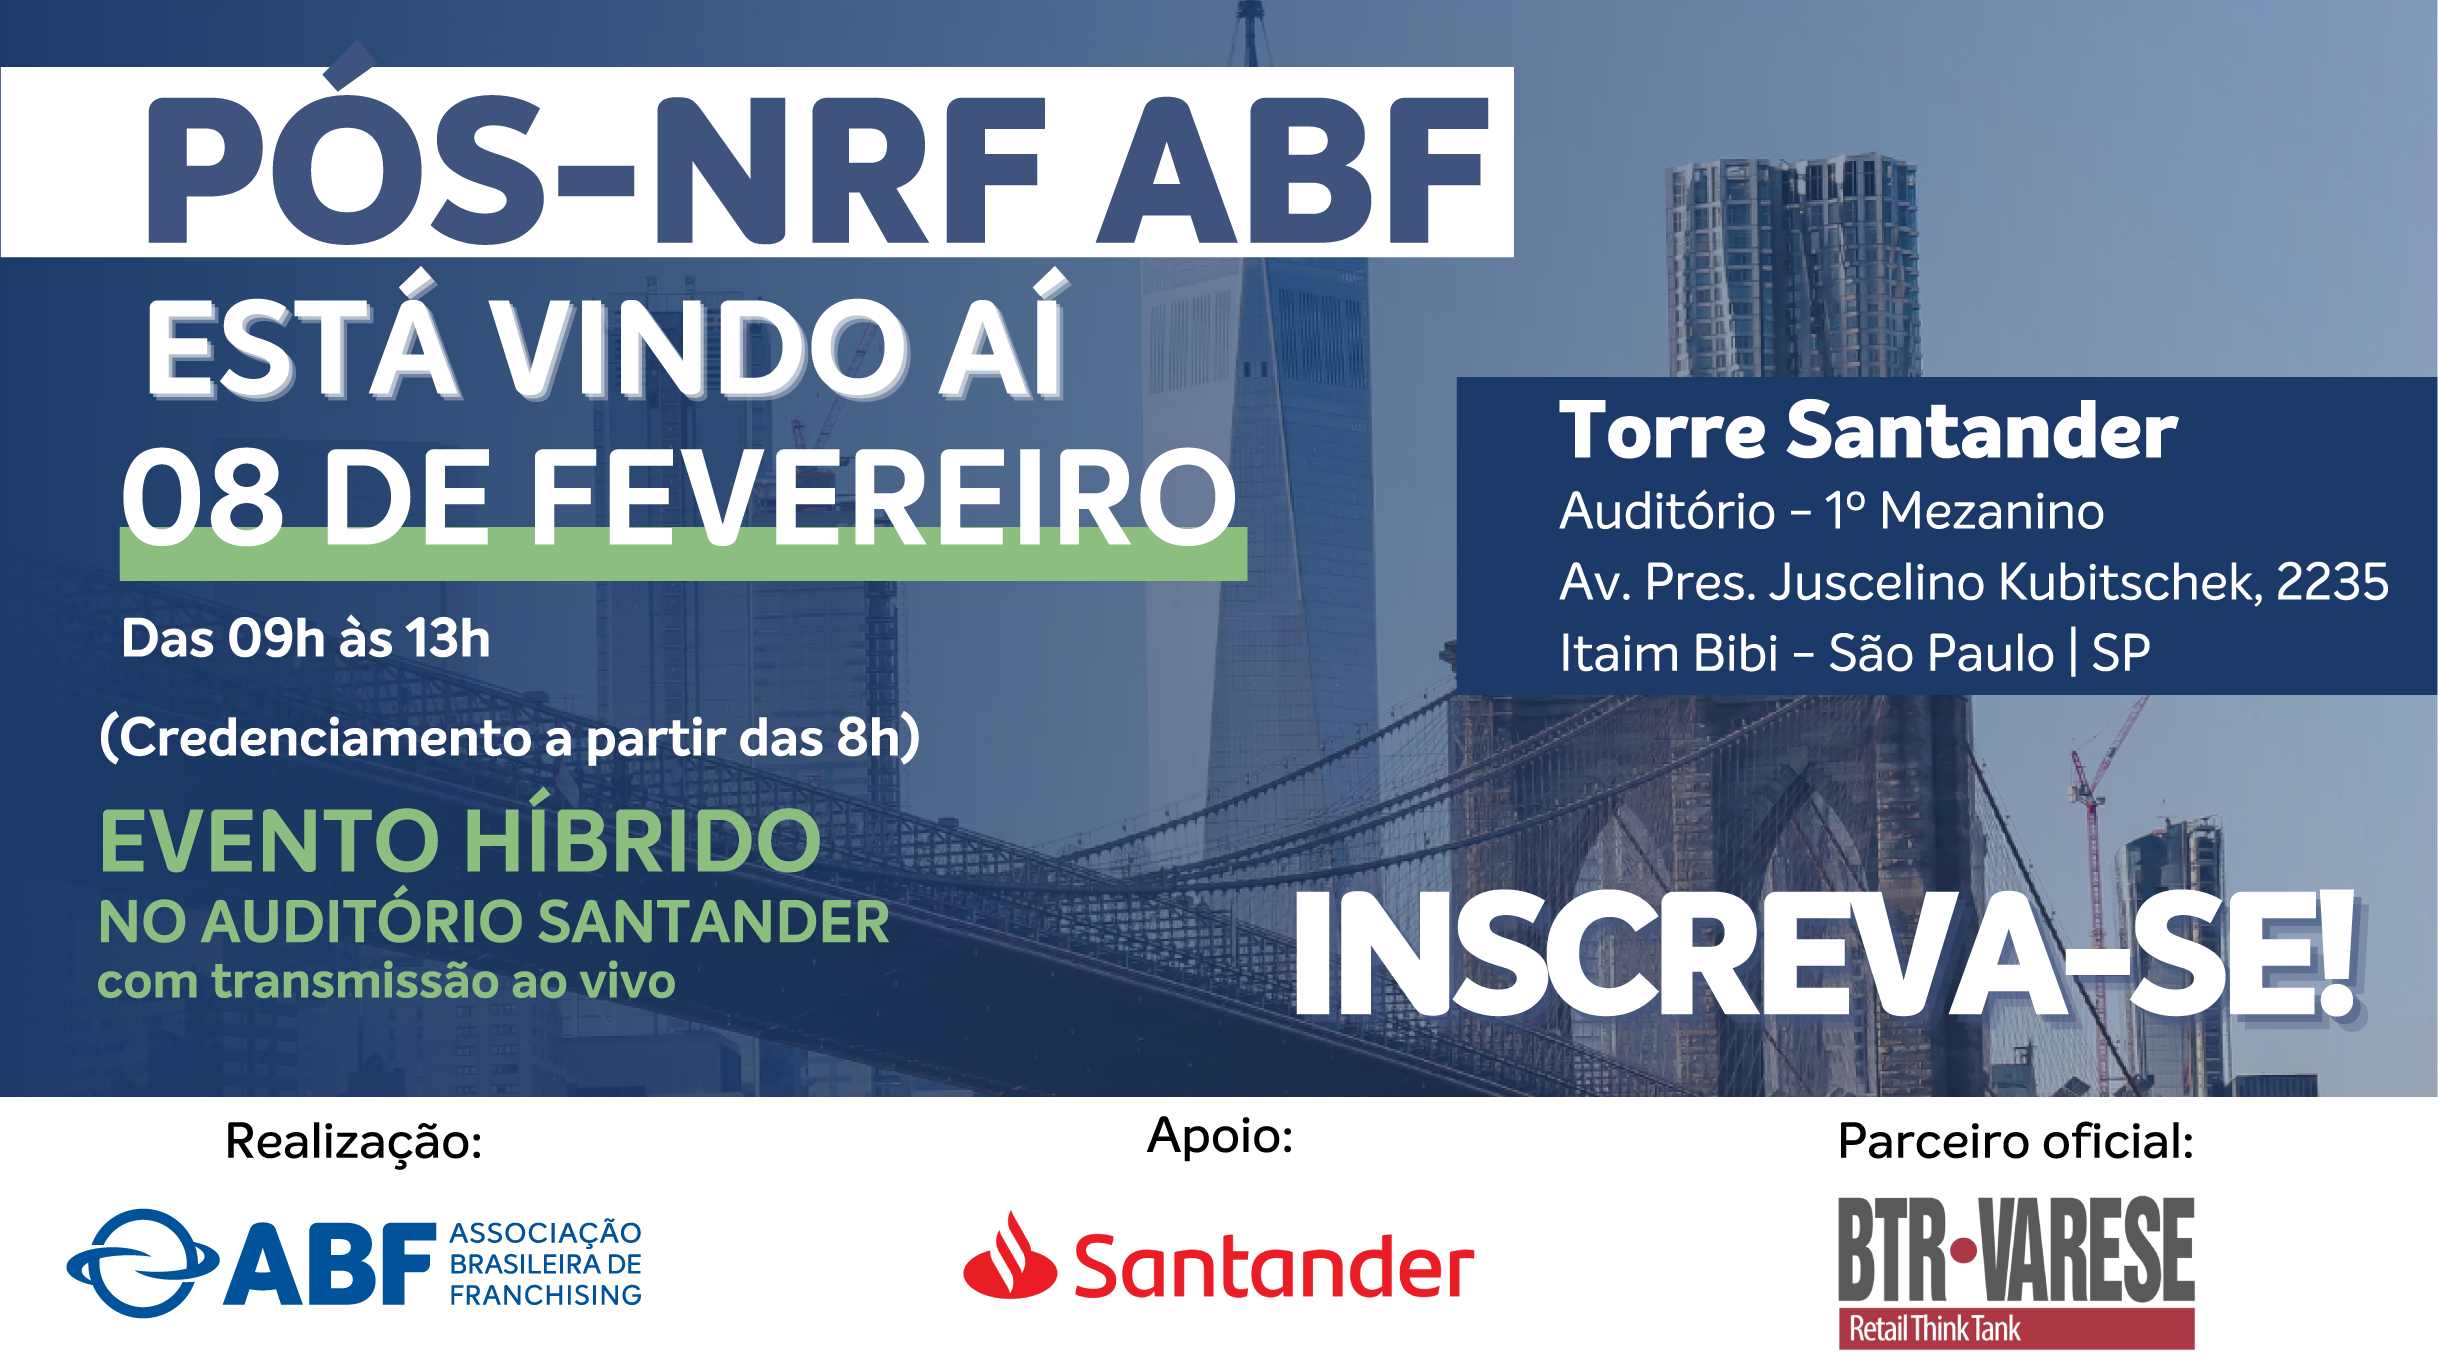 PÓS-NRF ABF
ESTÁ VINDO AÍ
08 DE FEVEREIRO
Das 09h às 13h
(Credenciamento a partir das 8h)
EVENTO HÍBRIDO
NO AUDITÓRIO SANTANDER
com transmissão ao vivo
Torre Santander
Auditório - 1º Mezanino
Av. Pres. Juscelino Kubitschek, 2235
Itaim Bibi - São Paulo | SP
INSCREVA-SE!
Realização:
ABF ASSOCIAÇÃO
BRASILEIRA DE
FRANCHISING
Apoio:
Santander
Parceiro oficial:
BTR•VARESE
Retail Think Tank